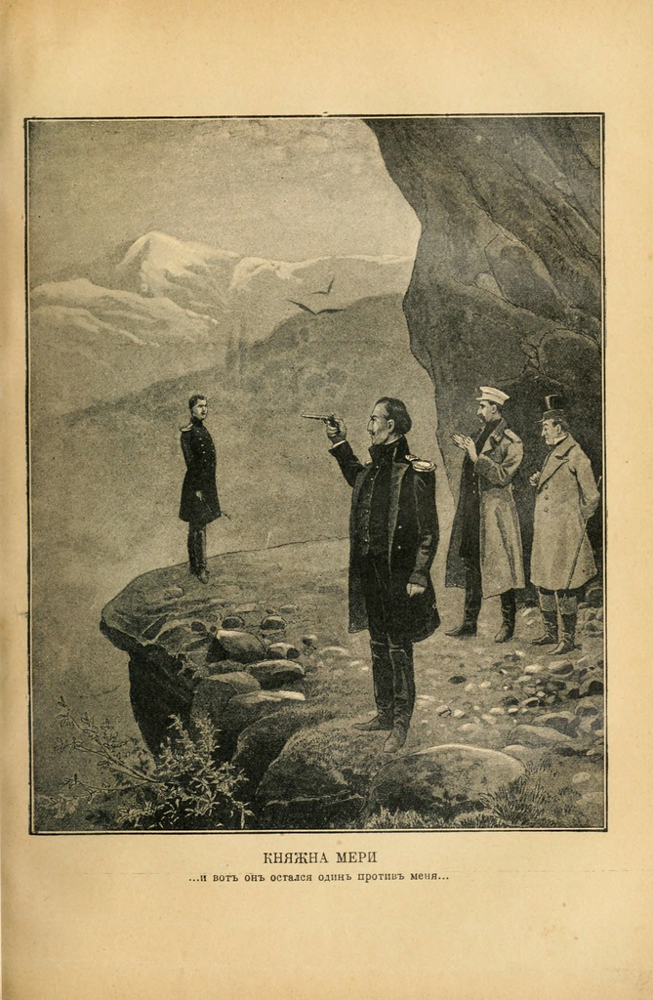 КНЯЖНА МЕРИ
...и вотъ онъ остался одинъ противъ меня...